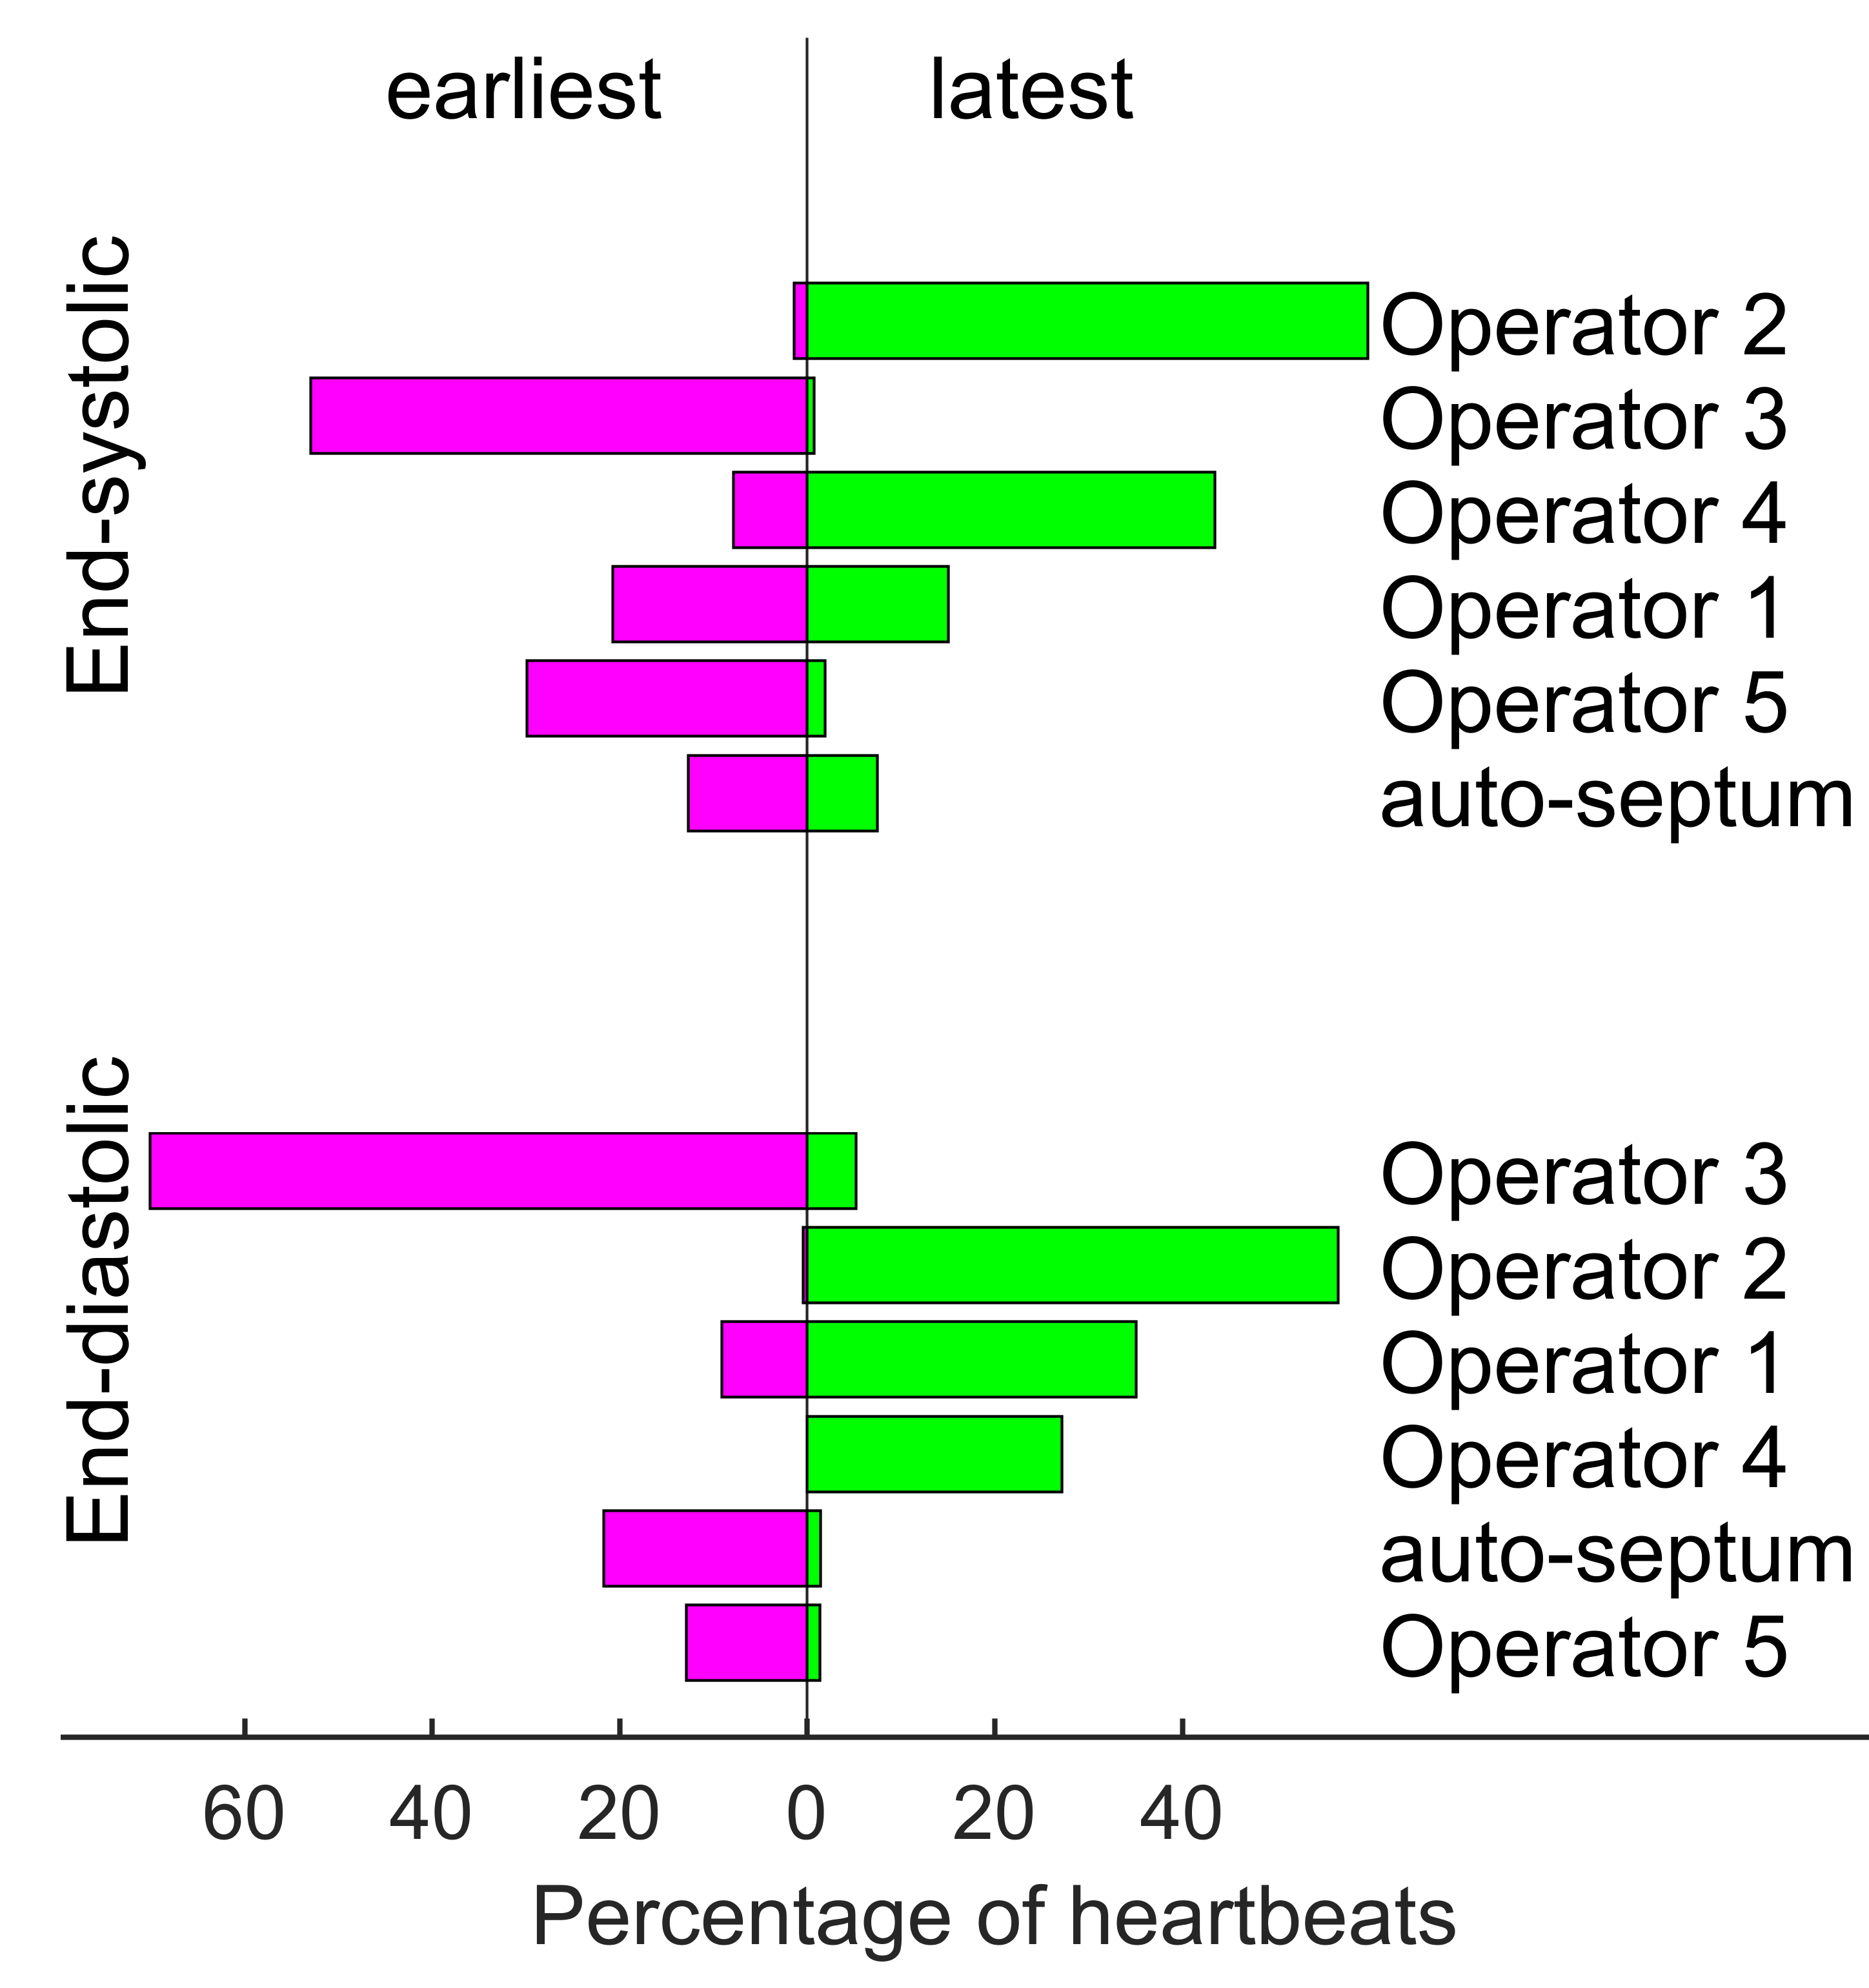 earliest
latest
End-systolic
Operator 2
Operator 3
Operator 4
Operator 1
Operator 5
auto-septum
End-diastolic
Operator 3
Operator 2
Operator 1
Operator 4
auto-septum
Operator 5
60 40 20 0 20 40
Percentage of heartbeats